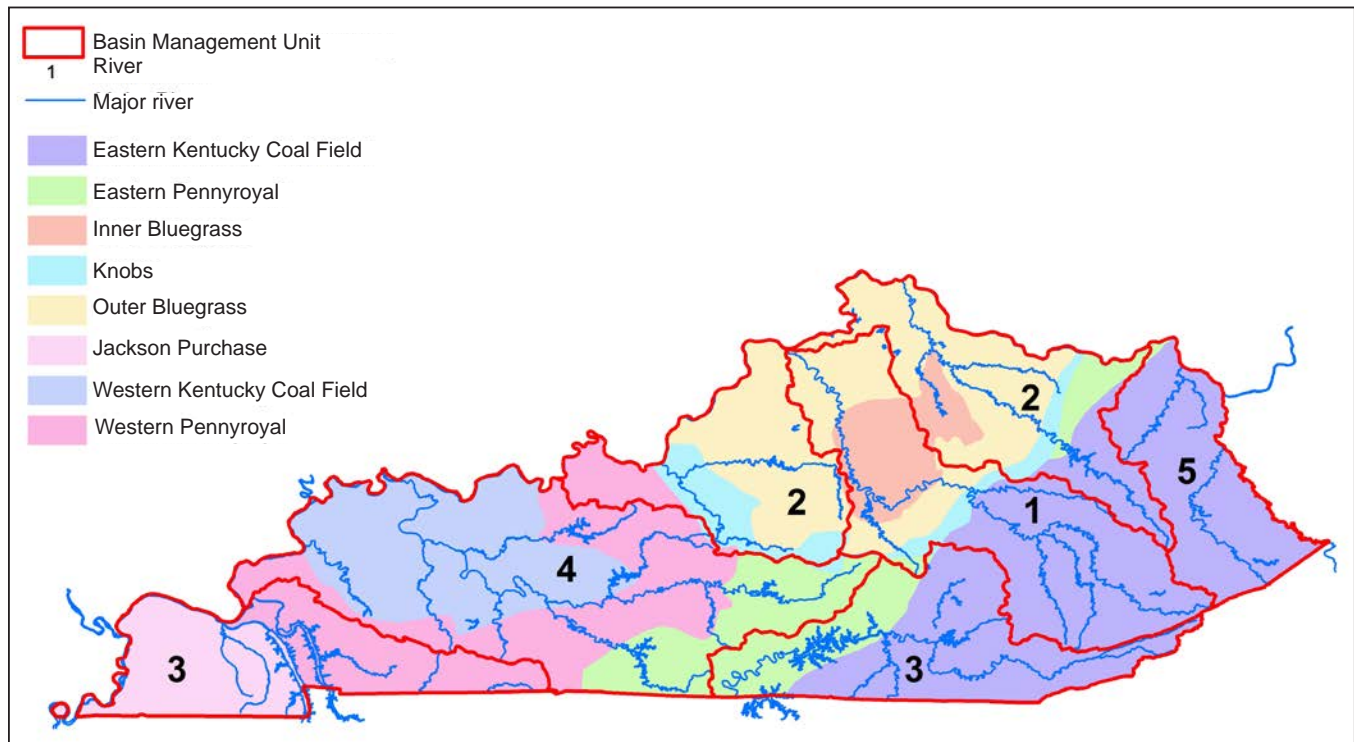 Basin Management Unit
1
River
Major river
Eastern Kentucky Coal Field
Eastern Pennyroyal
Inner Bluegrass
Knobs
Outer Bluegrass
Jackson Purchase
Western Kentucky Coal Field
Western Pennyroyal
2
5
2
1
4
3
3